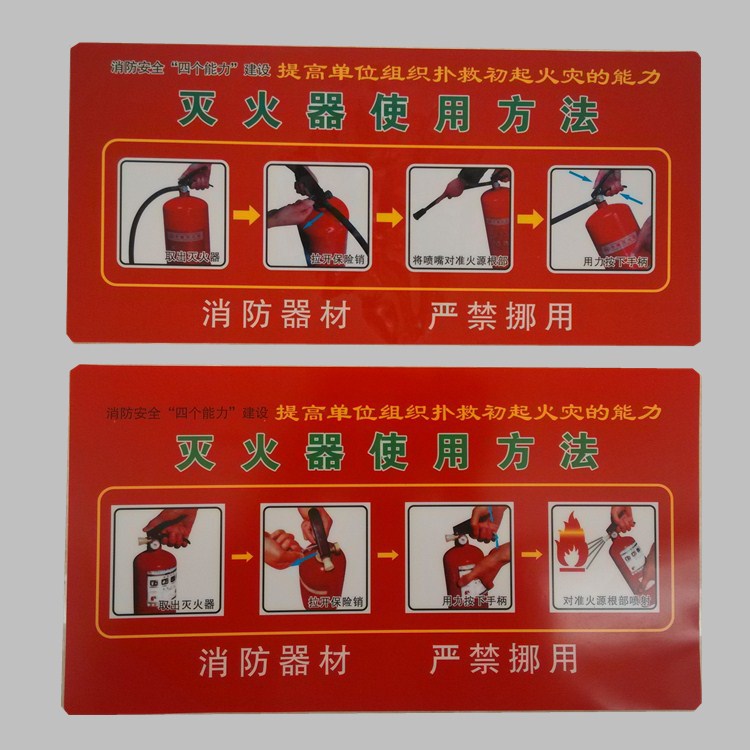 消防安全“四个能力”建设 提高单位组织扑救初起火灾的能力
灭火器使用方法
取出灭火器 拉开保险销 将喷嘴对准火源根部 用力按下手柄
消防器材 严禁挪用
消防安全“四个能力”建设 提高单位组织扑救初起火灾的能力
灭火器使用方法
取出灭火器 拉开保险销 用力按下手柄 对准火源根部喷射
消防器材 严禁挪用